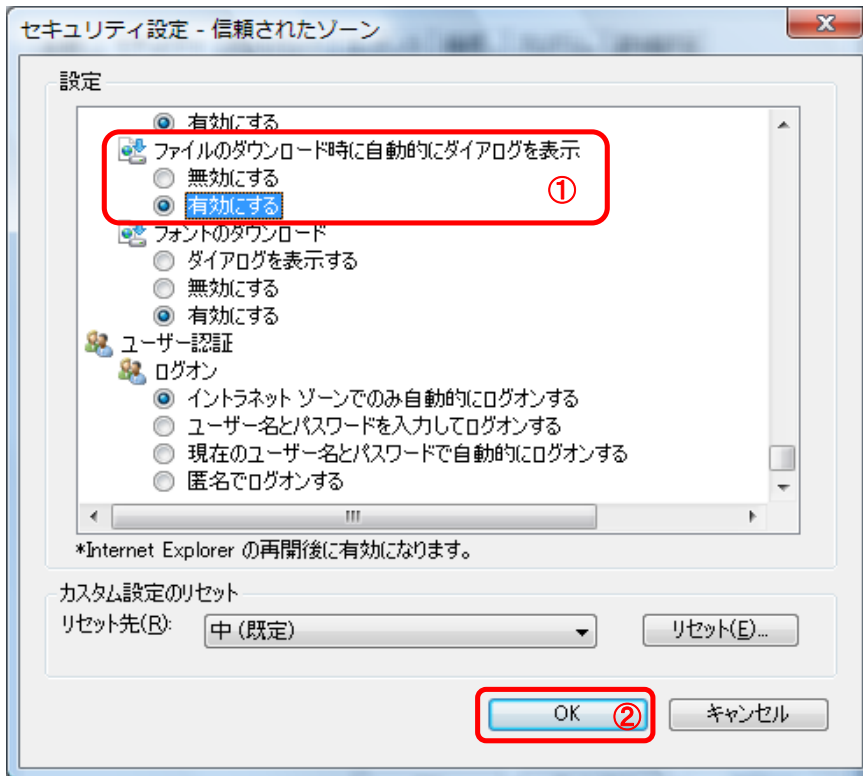 セキュリティ設定 - 信頼されたゾーン
設定
有効にする
ファイルのダウンロード時に自動的にダイアログを表示
無効にする
①
有効にする
フォントのダウンロード
ダイアログを表示する
無効にする
有効にする
ユーザー認証
ログオン
イントラネット ゾーンでのみ自動的にログオンする
ユーザー名とパスワードを入力してログオンする
現在のユーザー名とパスワードで自動的にログオンする
匿名でログオンする
*Internet Explorer の再開後に有効になります。
カスタム設定のリセット
リセット先(R): 中 (既定) リセット(E)...
OK ② キャンセル